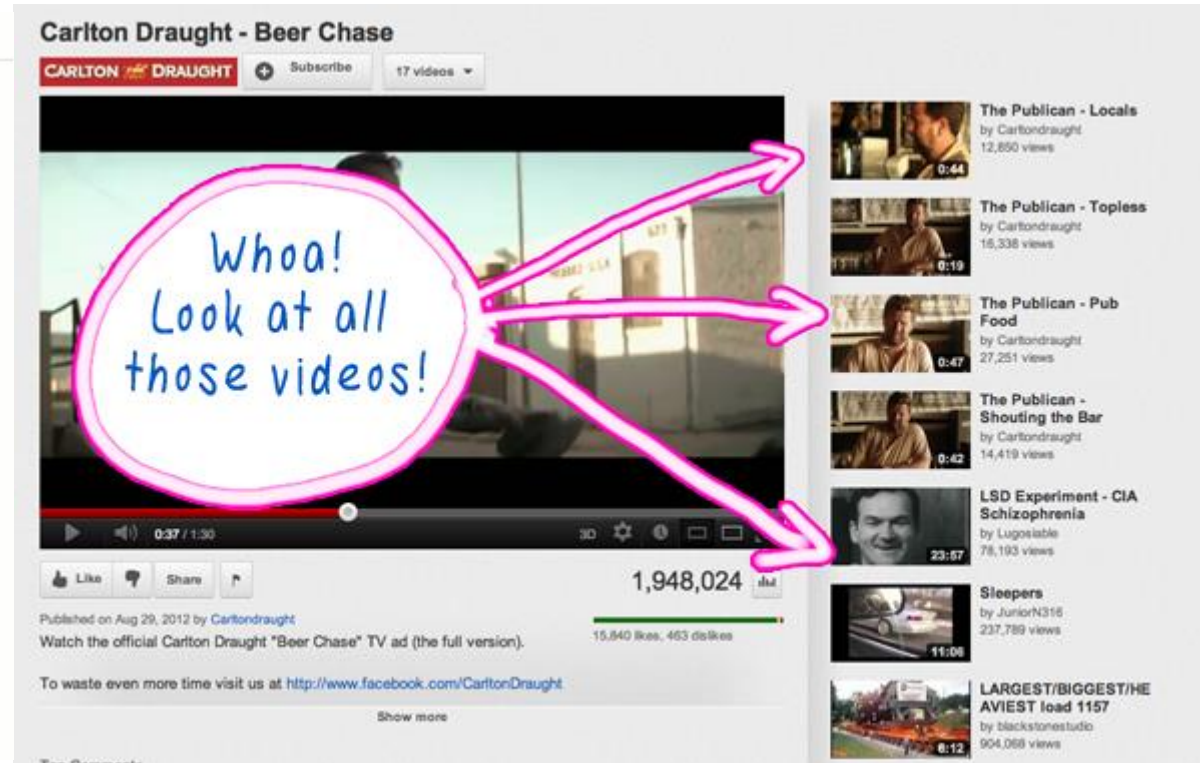 Carlton Draught - Beer Chase
CARLTON DRAUGHT
Subscribe
17 videos
Whoa!
Look at all
those videos!
0:37 / 1:30
3D
Like
Share
1,948,024
Published on Aug 29, 2012 by Carltondraught
Watch the official Carlton Draught "Beer Chase" TV ad (the full version).
15,840 likes, 463 dislikes
To waste even more time visit us at http://www.facebook.com/CarltonDraught
Show more
The Publican - Locals
by Carltondraught
12,850 views
0:44
The Publican - Topless
by Carltondraught
16,338 views
0:19
The Publican - Pub
Food
by Carltondraught
27,251 views
0:47
The Publican -
Shouting the Bar
by Carltondraught
14,419 views
0:42
LSD Experiment - CIA
Schizophrenia
by Lugosiable
78,193 views
23:57
Sleepers
by JuniorN316
237,789 views
11:06
LARGEST/BIGGEST/HE
AVIEST load 1157
by blackstonestudio
904,068 views
6:12